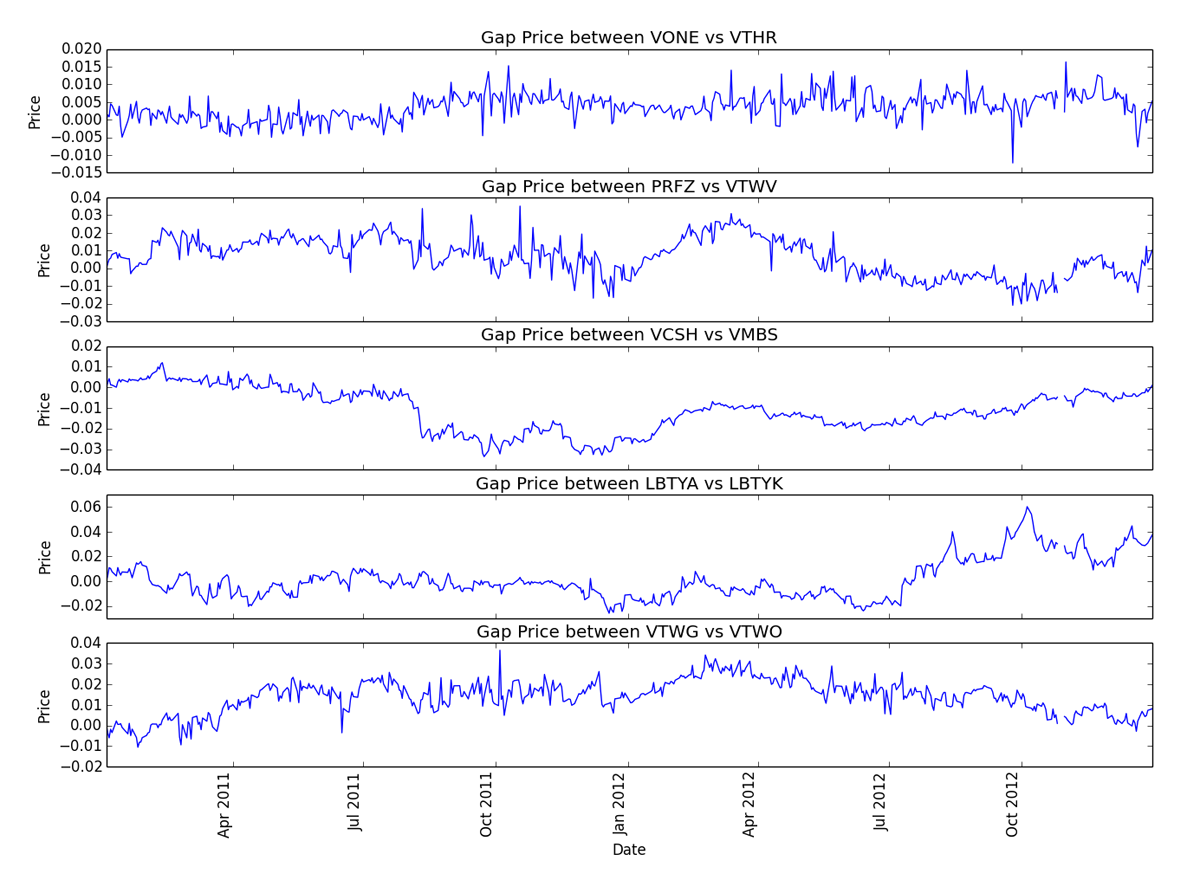 Gap Price between VONE vs VTHR
0.020
0.015
0.010
0.005
0.000
−0.005
−0.010
−0.015
Price
Gap Price between PRFZ vs VTWV
0.04
0.03
0.02
0.01
0.00
−0.01
−0.02
−0.03
Price
Gap Price between VCSH vs VMBS
0.02
0.01
0.00
−0.01
−0.02
−0.03
−0.04
Price
Gap Price between LBTYA vs LBTYK
0.06
0.04
0.02
0.00
−0.02
Price
Gap Price between VTWG vs VTWO
0.04
0.03
0.02
0.01
0.00
−0.01
−0.02
Price
Apr 2011
Jul 2011
Oct 2011
Jan 2012
Apr 2012
Jul 2012
Oct 2012
Date